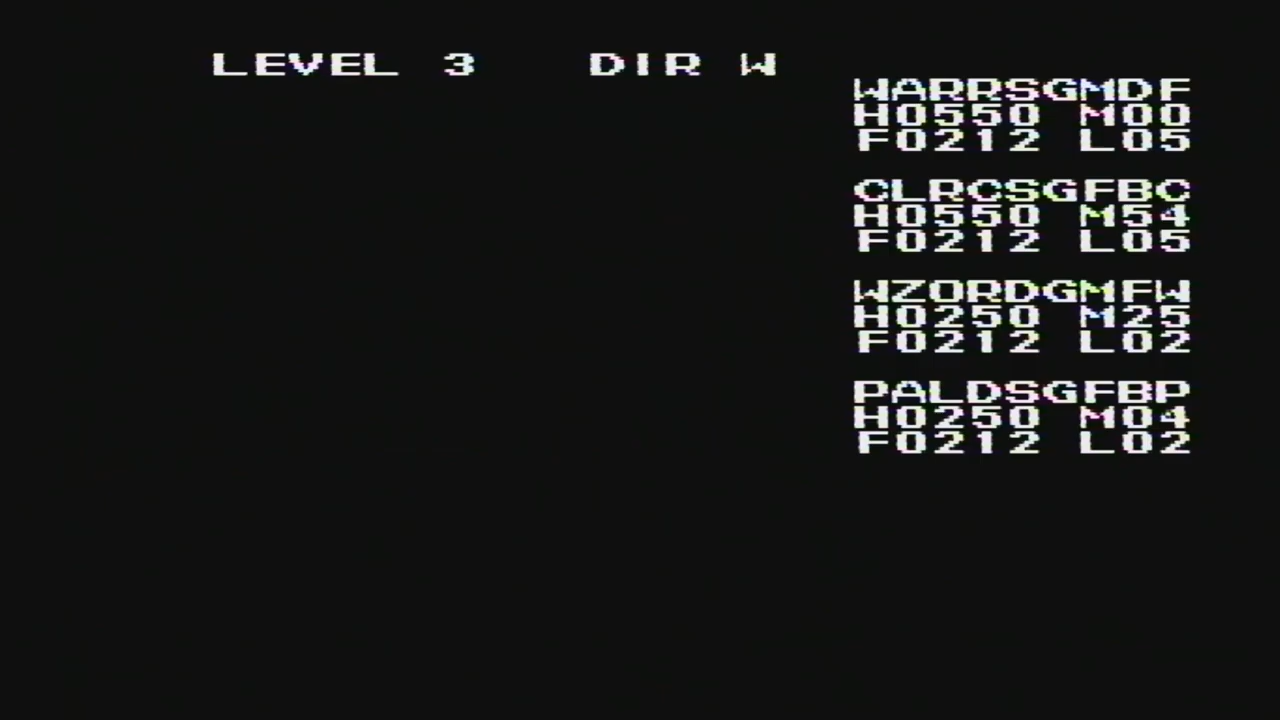 LEVEL 3 DIR W
WARRSGMDF
H0550 M00
F0212 L05
CLRCSGFBC
H0550 M54
F0212 L05
WZORDGMFW
H0250 M25
F0212 L02
PALDSGFBP
H0250 M04
F0212 L02